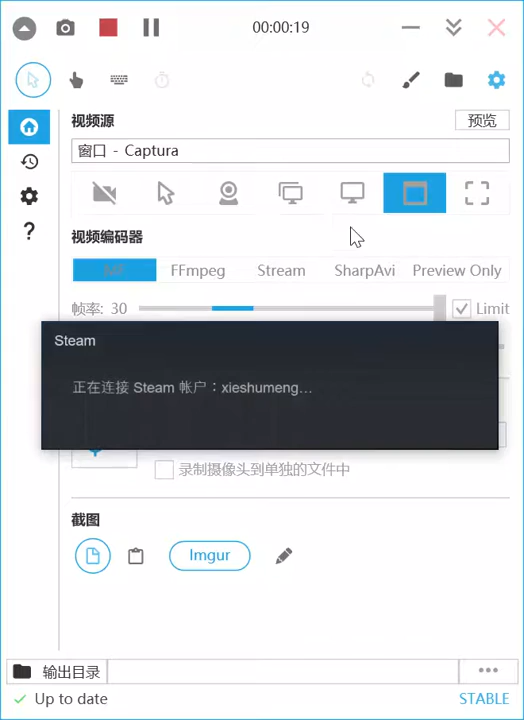 00:00:19
视频源
预览
窗口 - Captura
视频编码器
FFmpeg Stream SharpAvi Preview Only
帧率: 30 Limit
Steam
正在连接 Steam 帐户：xieshumeng...
录制摄像头到单独的文件中
截图
Imgur
输出目录
Up to date STABLE